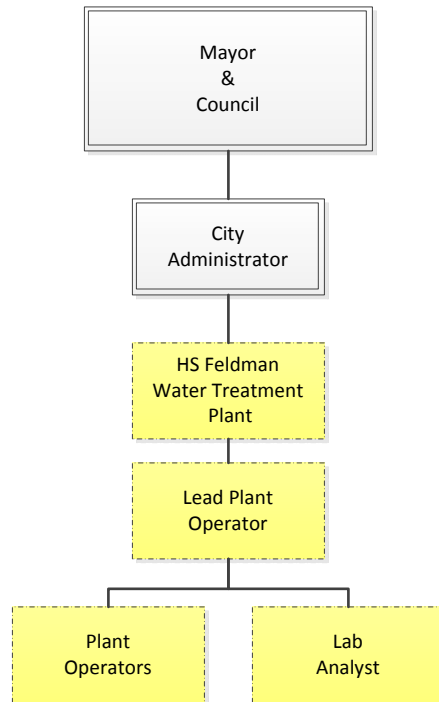 Mayor
&
Council
City
Administrator
HS Feldman
Water Treatment
Plant
Lead Plant
Operator
Plant
Operators
Lab
Analyst